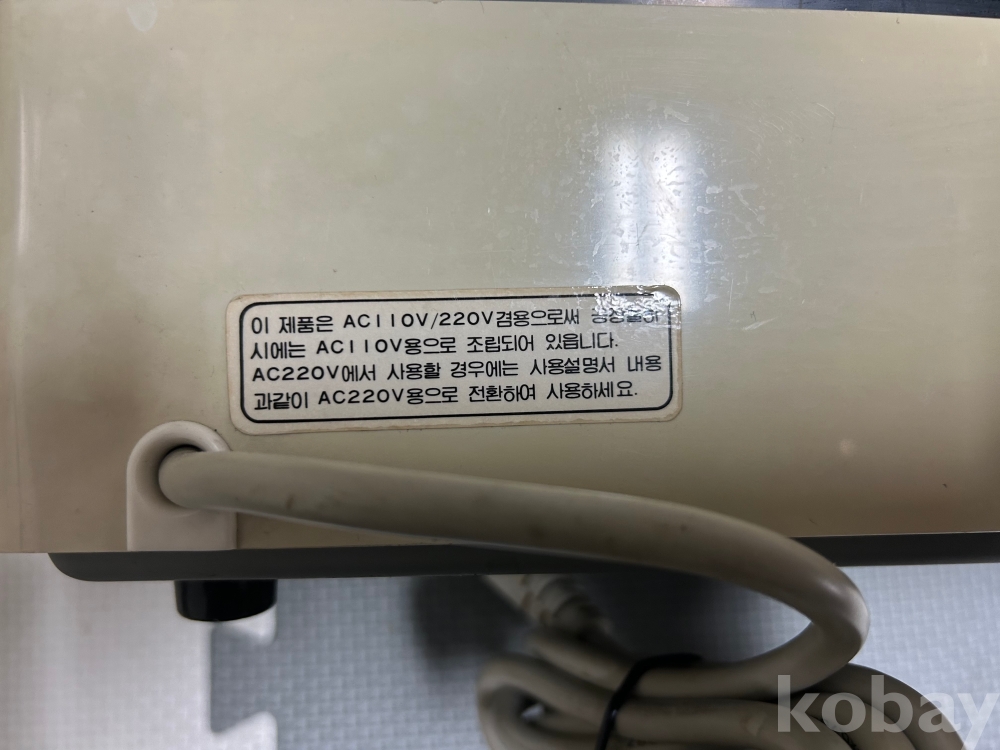 이 제품은 AC110V/220V겸용으로써 공장출하
시에는 AC110V용으로 조립되어 있읍니다.
AC220V에서 사용할 경우에는 사용설명서 내용
과같이 AC220V용으로 전환하여 사용하세요.
kobay